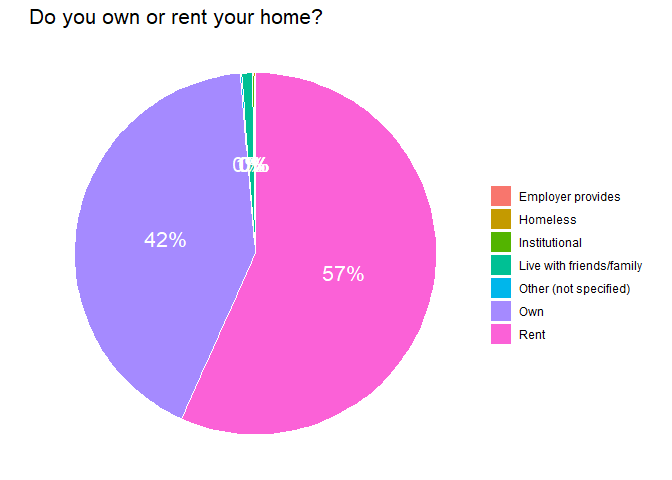 Do you own or rent your home?
42%
57%
Employer provides
Homeless
Institutional
Live with friends/family
Other (not specified)
Own
Rent